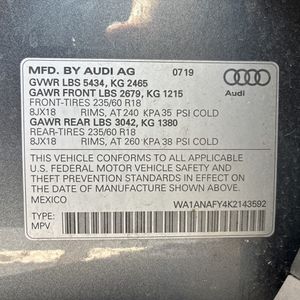 MFD. BY AUDI AG 07/19
GVWR LBS 5434, KG 2465
GAWR FRONT LBS 2679, KG 1215
FRONT-TIRES 235/60 R18
8JX18 RIMS, AT 240 KPA 35 PSI COLD
GAWR REAR LBS 3042, KG 1380
REAR-TIRES 235/60 R18
8JX18 RIMS, AT 260 KPA 38 PSI COLD
Audi
THIS VEHICLE CONFORMS TO ALL APPLICABLE
U.S. FEDERAL MOTOR VEHICLE SAFETY
AND THEFT PREVENTION STANDARDS IN
EFFECT ON THE DATE OF MANUFACTURE SHOWN ABOVE.
MEXICO
WA1ANAFY4K2143592
TYPE:
MPV